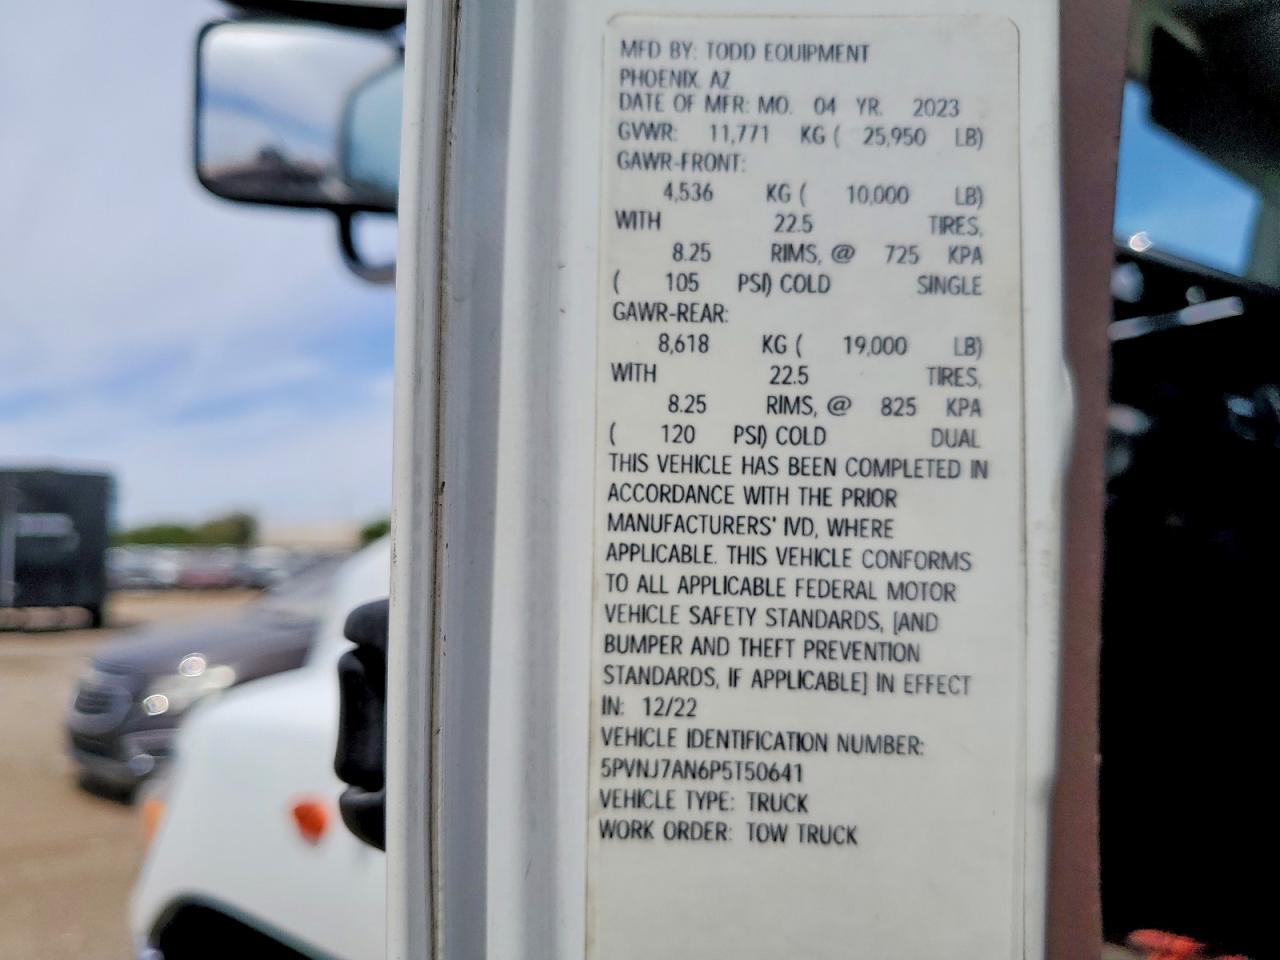 MFD BY: TODD EQUIPMENT
PHOENIX, AZ
DATE OF MFR: MO. 04 YR. 2023
GVWR: 11,771 KG ( 25,950 LB)
GAWR-FRONT:
4,536 KG ( 10,000 LB)
WITH 22.5 TIRES,
8.25 RIMS, @ 725 KPA
( 105 PSI) COLD SINGLE
GAWR-REAR:
8,618 KG ( 19,000 LB)
WITH 22.5 TIRES,
8.25 RIMS, @ 825 KPA
( 120 PSI) COLD DUAL
THIS VEHICLE HAS BEEN COMPLETED IN
ACCORDANCE WITH THE PRIOR
MANUFACTURERS' IVD, WHERE
APPLICABLE. THIS VEHICLE CONFORMS
TO ALL APPLICABLE FEDERAL MOTOR
VEHICLE SAFETY STANDARDS, [AND
BUMPER AND THEFT PREVENTION
STANDARDS, IF APPLICABLE] IN EFFECT
IN: 12/22
VEHICLE IDENTIFICATION NUMBER:
5PVNJ7AN6P5T50641
VEHICLE TYPE: TRUCK
WORK ORDER: TOW TRUCK